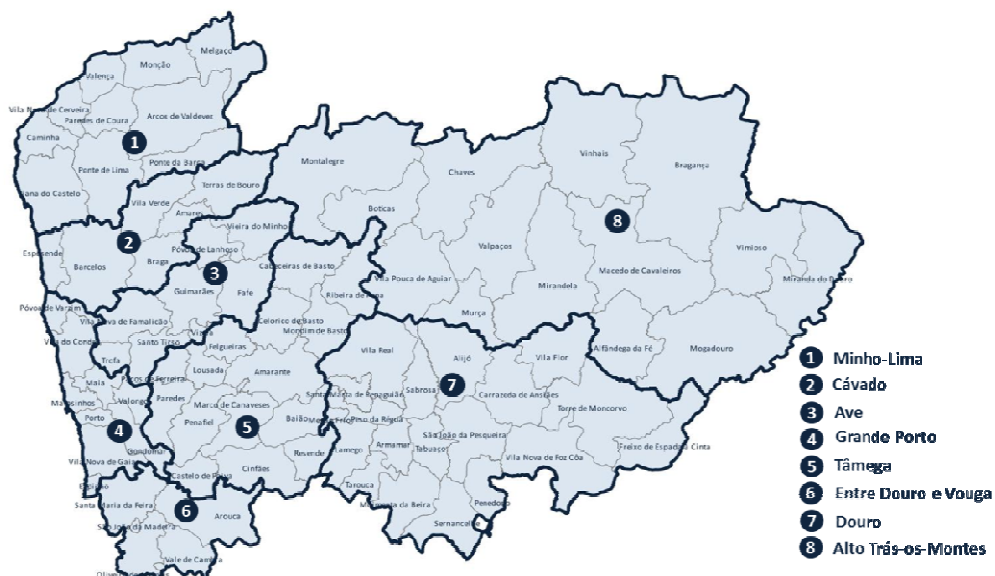 Melgaço
Monção
Valença
Vila Nova de Cerveira
Paredes de Coura
Arcos de Valdevez
Caminha
1
Ponte da Barca
Ponte de Lima
Viana do Castelo
Terras de Bouro
Vila Verde
Amares
Montalegre
Chaves
Vinhais
Bragança
Boticas
8
Vieira do Minho
Póvoa de Lanhoso
2
Esposende
Braga
Barcelos
3
Valpaços
Vimioso
Cabeceiras de Basto
Macedo de Cavaleiros
Vila Pouca de Aguiar
Miranda do Douro
Guimarães
Fafe
Ribeira de Pena
Mirandela
Póvoa de Varzim
Murça
Vila Nova de Famalicão
Celorico de Basto
Mondim de Basto
Vila do Conde
Santo Tirso
Vizela
Felgueiras
Vila Real
Alijó
Vila Flor
Alfândega da Fé
Mogadouro
Trofa
Lousada
Amarante
Maia
Paços de Ferreira
7
Sabrosa
Carrazeda de Ansiães
Santa Marta de Penaguião
Matosinhos
Valongo
Paredes
Marco de Canaveses
Torre de Moncorvo
Porto
Penafiel
Baião
Peso da Régua
4
5
São João da Pesqueira
Armamar
Tabuaço
Lamego
Freixo de Espada à Cinta
Gondomar
Resende
Vila Nova de Foz Côa
Vila Nova de Gaia
Cinfães
Castelo de Paiva
Espinho
Tarouca
Moimenta da Beira
Penedono
Santa Maria da Feira
6
Arouca
São João da Madeira
Sernancelhe
Vale de Cambra
1 Minho-Lima
2 Cávado
3 Ave
4 Grande Porto
5 Tâmega
6 Entre Douro e Vouga
7 Douro
8 Alto Trás-os-Montes